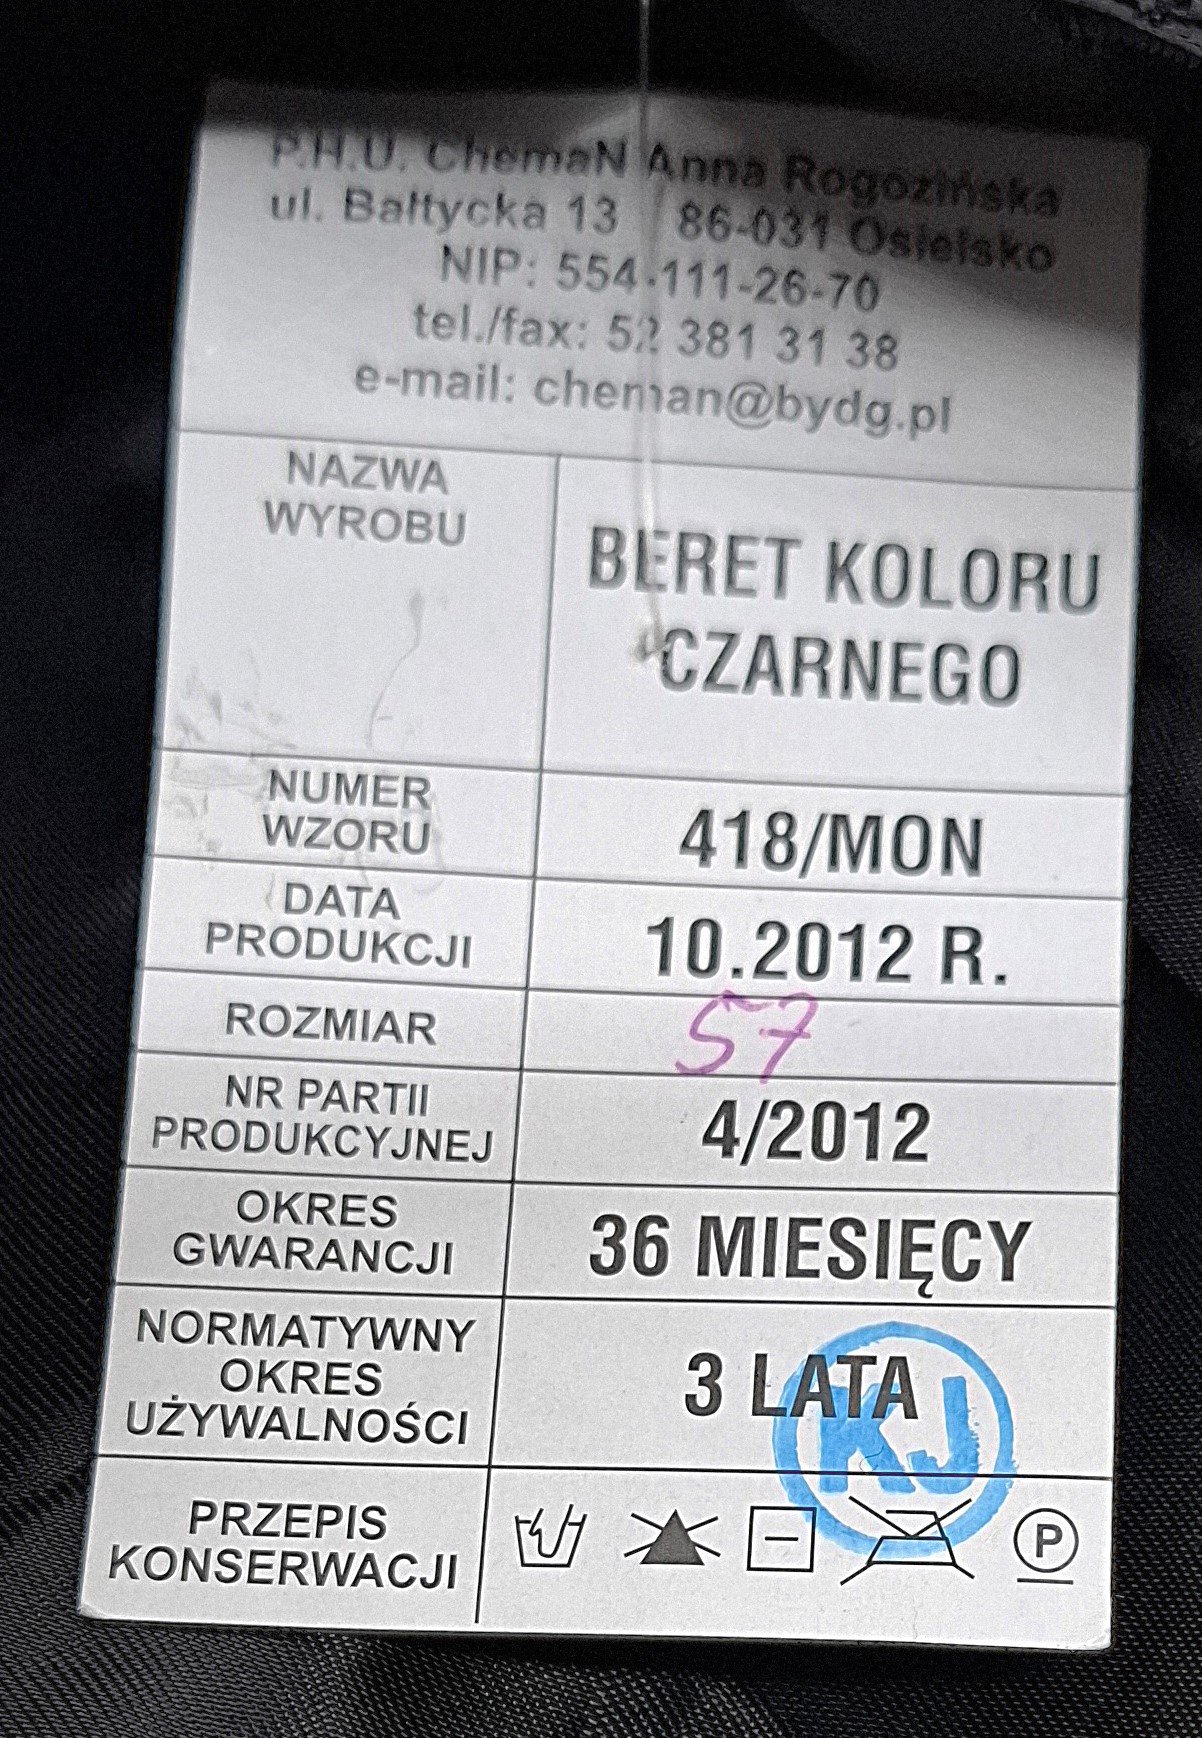 P.H.U. ChemaN Anna Rogozińska
ul. Bałtycka 13 86-031 Osielsko
NIP: 554-111-26-70
tel./fax: 52 381 31 38
e-mail: cheman@bydg.pl
NAZWA
WYROBU
BERET KOLORU
CZARNEGO
NUMER
WZORU
418/MON
DATA
PRODUKCJI
10.2012 R.
ROZMIAR
57
NR PARTII
PRODUKCYJNEJ
4/2012
OKRES
GWARANCJI
36 MIESIĘCY
NORMATYWNY
OKRES
UŻYWALNOŚCI
3 LATA
KJ
PRZEPIS
KONSERWACJI
P